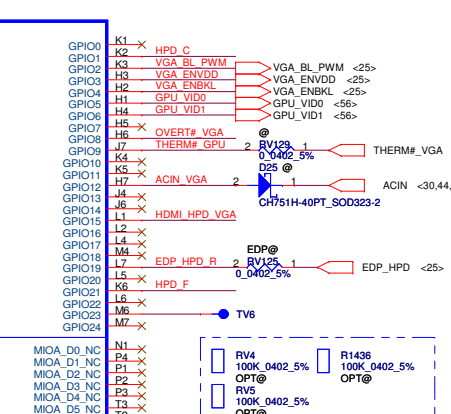 GPIO0 K1
GPIO1 K2 HPD_C
GPIO2 K3 VGA_BL_PWM VGA_BL_PWM <25>
GPIO3 H3 VGA_ENVDD VGA_ENVDD <25>
GPIO4 H2 VGA_ENBKL VGA_ENBKL <25>
GPIO5 H1 GPU_VID0 GPU_VID0 <56>
GPIO6 H4 GPU_VID1 GPU_VID1 <56>
GPIO7 H5
GPIO8 H6 OVERT#_VGA @
GPIO9 J7 THERM#_GPU 2 RV129 1 THERM#_VGA
0_0402_5%
GPIO10 K4
GPIO11 K5 D25 @
GPIO12 H7 ACIN_VGA 2 1 ACIN <30,44,
GPIO13 J4
CH751H-40PT_SOD323-2
GPIO14 J6
GPIO15 L1 HDMI_HPD_VGA
GPIO16 L2
GPIO17 L4
GPIO18 M4 EDP@
GPIO19 L7 EDP_HPD_R 2 RV125 1 EDP_HPD <25>
0_0402_5%
GPIO20 L5
GPIO21 K6 HPD_F
GPIO22 L6
GPIO23 M6 TV6
GPIO24 M7
MIOA_D0_NC N1
MIOA_D1_NC P4
MIOA_D2_NC P1
MIOA_D3_NC P2
MIOA_D4_NC P3
MIOA_D5_NC T3
RV4 R1436
100K_0402_5% 100K_0402_5%
OPT@ OPT@
RV5
100K_0402_5%
OPT@